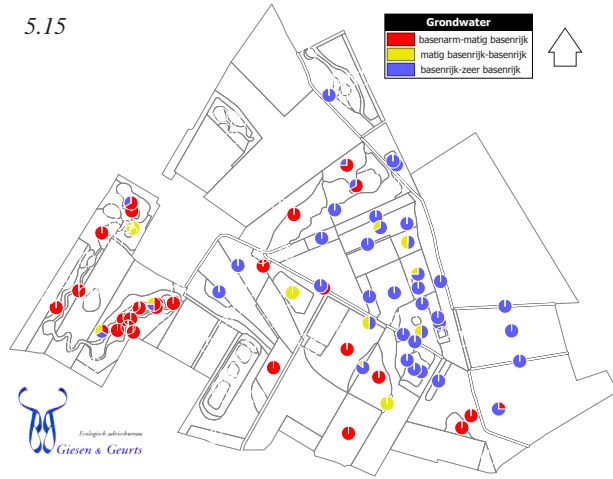 5.15
Grondwater
basenarm-matig basenrijk
matig basenrijk-basenrijk
basenrijk-zeer basenrijk
Ecologisch adviesbureau
Giesen & Geurts